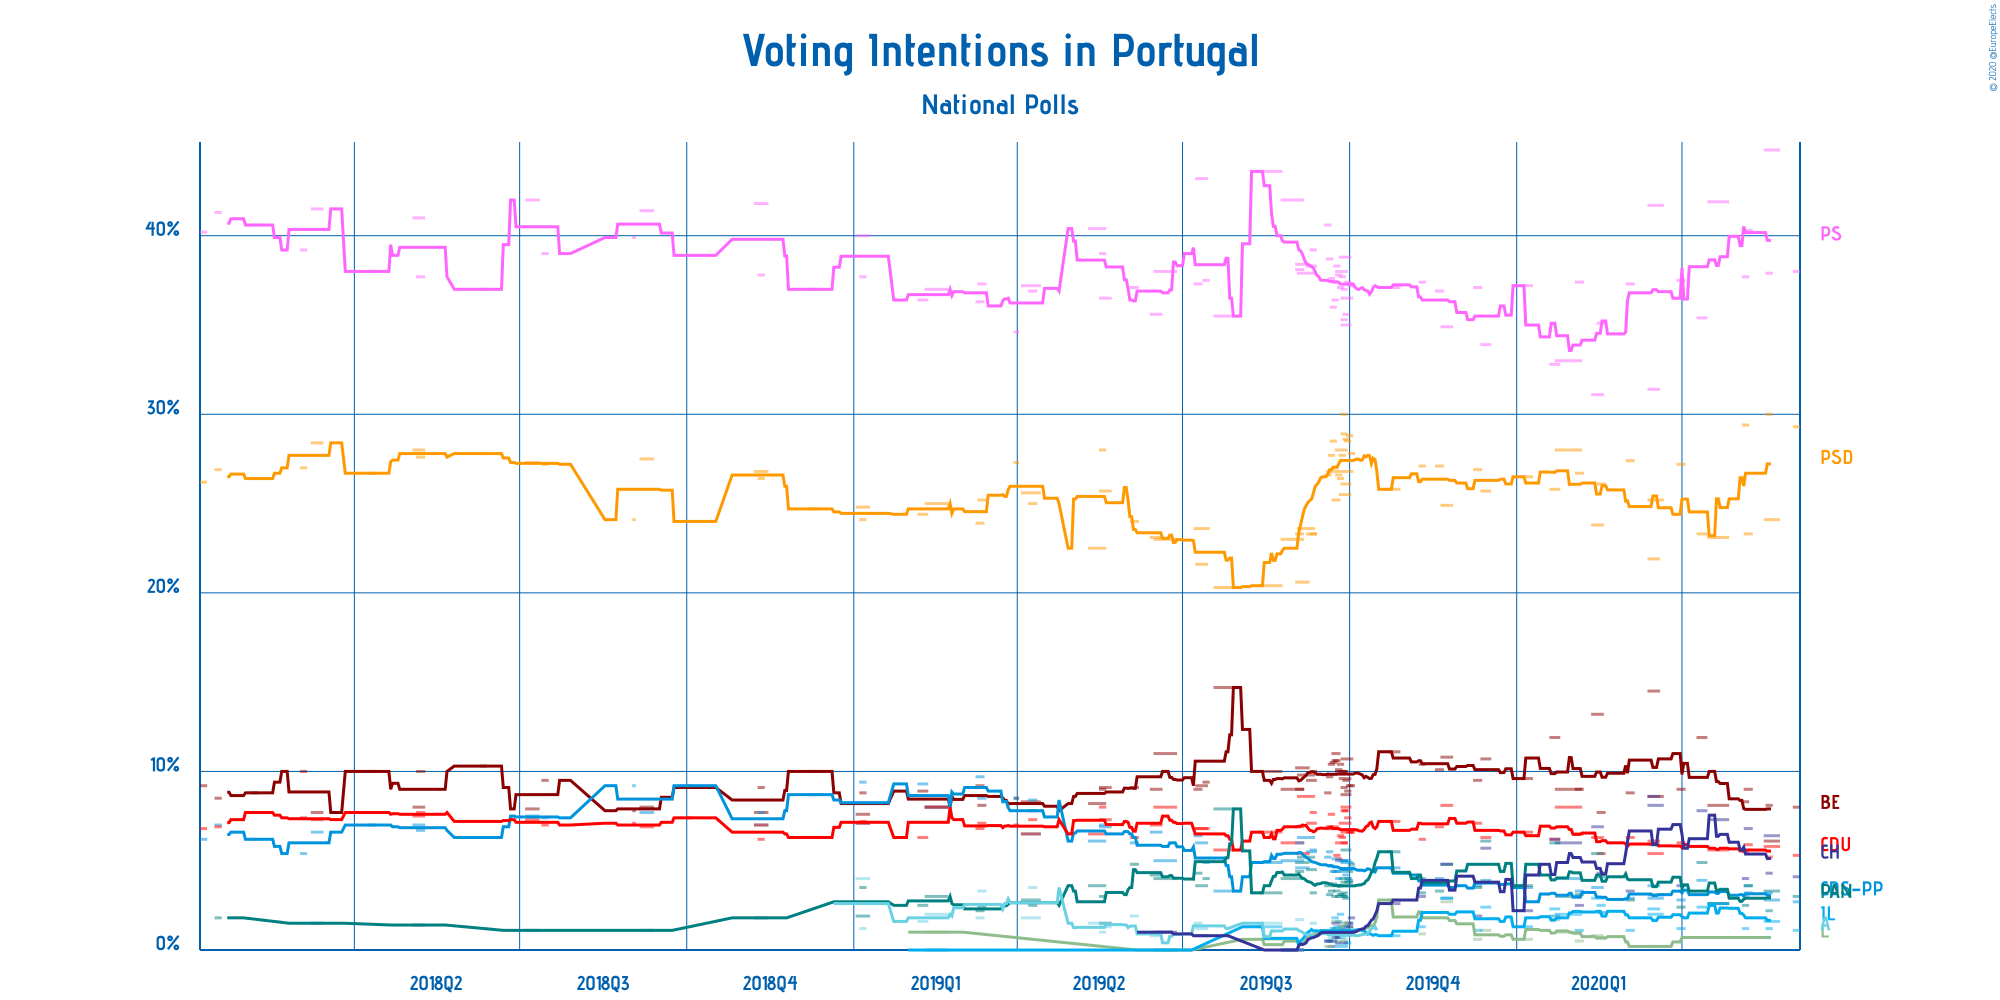 © 2020 @EuropeElects
Voting Intentions in Portugal
National Polls
40%
30%
20%
10%
0%
PS
PSD
BE
CDU
CH
CDS-PP
PAN
IL
A
L
2018Q2
2018Q3
2018Q4
2019Q1
2019Q2
2019Q3
2019Q4
2020Q1